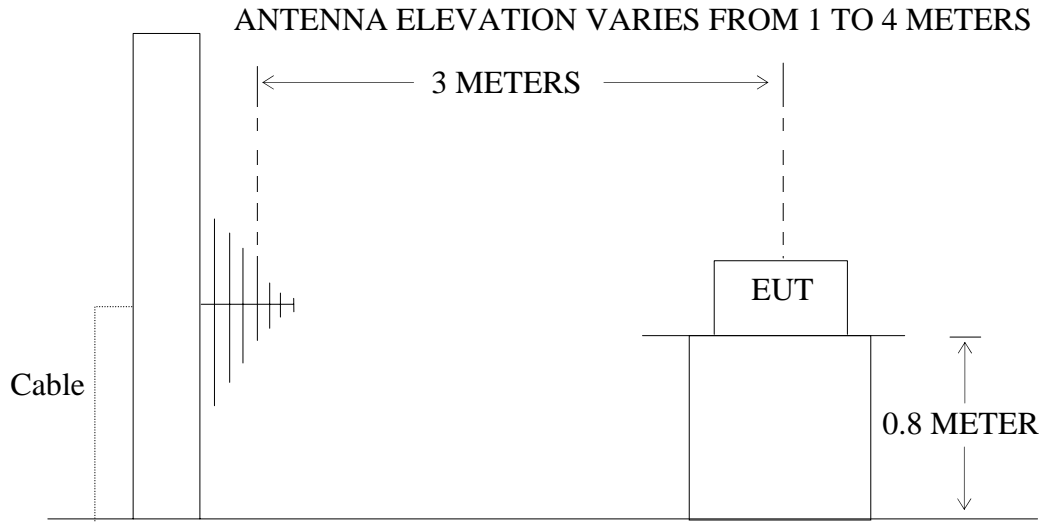 ANTENNA ELEVATION VARIES FROM 1 TO 4 METERS
3 METERS
EUT
Cable
0.8 METER